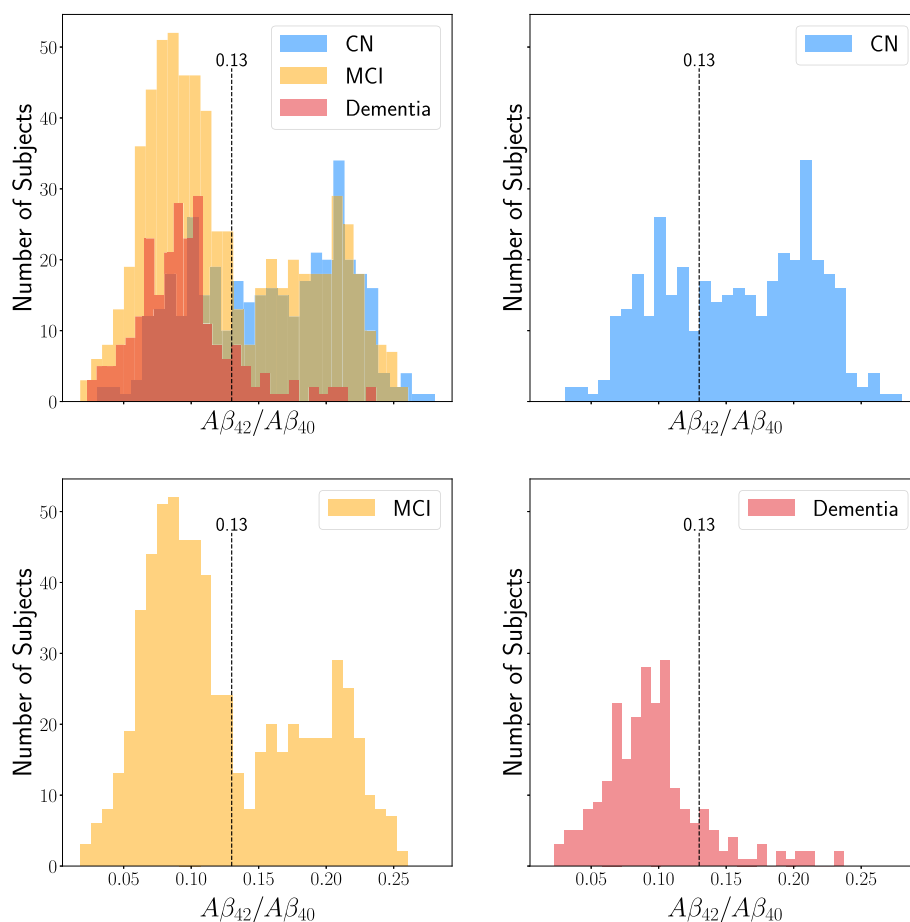 50
40
30
20
10
0
Number of Subjects
0.13
CN
MCI
Dementia
Aβ₄₂/Aβ₄₀
Number of Subjects
0.13
CN
Aβ₄₂/Aβ₄₀
50
40
30
20
10
0
Number of Subjects
0.13
MCI
0.05 0.10 0.15 0.20 0.25
Aβ₄₂/Aβ₄₀
Number of Subjects
0.13
Dementia
0.05 0.10 0.15 0.20 0.25
Aβ₄₂/Aβ₄₀